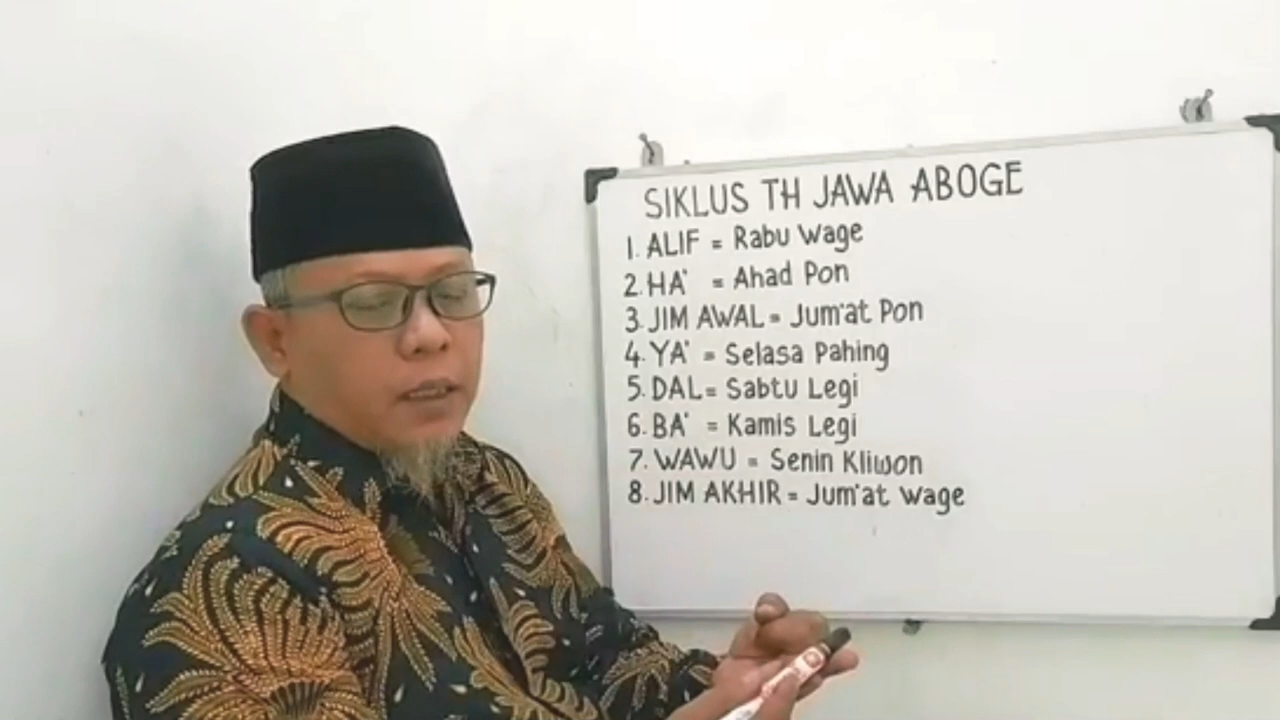 SIKLUS TH JAWA ABOGE
1. ALIF = Rabu Wage
2. HA' = Ahad Pon
3. JIM AWAL = Jum'at Pon
4. YA' = Selasa Pahing
5. DAL = Sabtu Legi
6. BA' = Kamis Legi
7. WAWU = Senin Kliwon
8. JIM AKHIR = Jum'at Wage